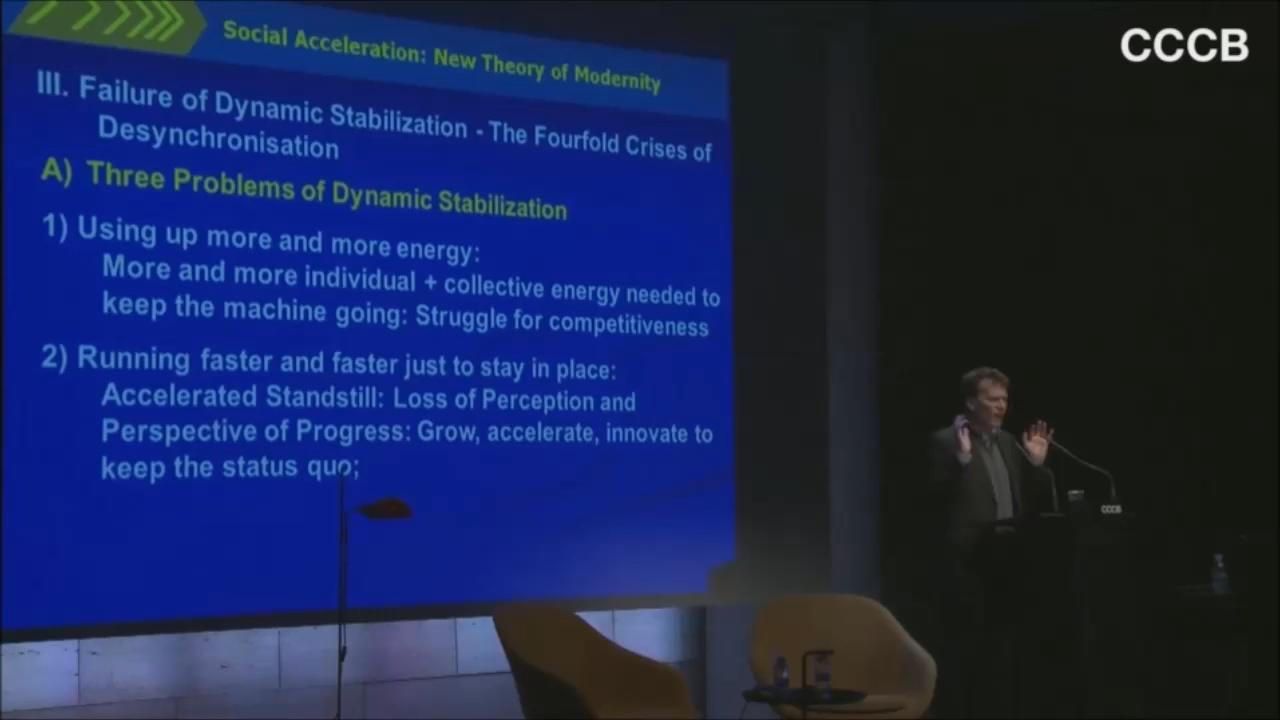 CCCB
Social Acceleration: New Theory of Modernity
III. Failure of Dynamic Stabilization - The Fourfold Crises of
Desynchronisation
A) Three Problems of Dynamic Stabilization
1) Using up more and more energy:
More and more individual + collective energy needed to
keep the machine going: Struggle for competitiveness
2) Running faster and faster just to stay in place:
Accelerated Standstill: Loss of Perception and
Perspective of Progress: Grow, accelerate, innovate to
keep the status quo;
CCCB